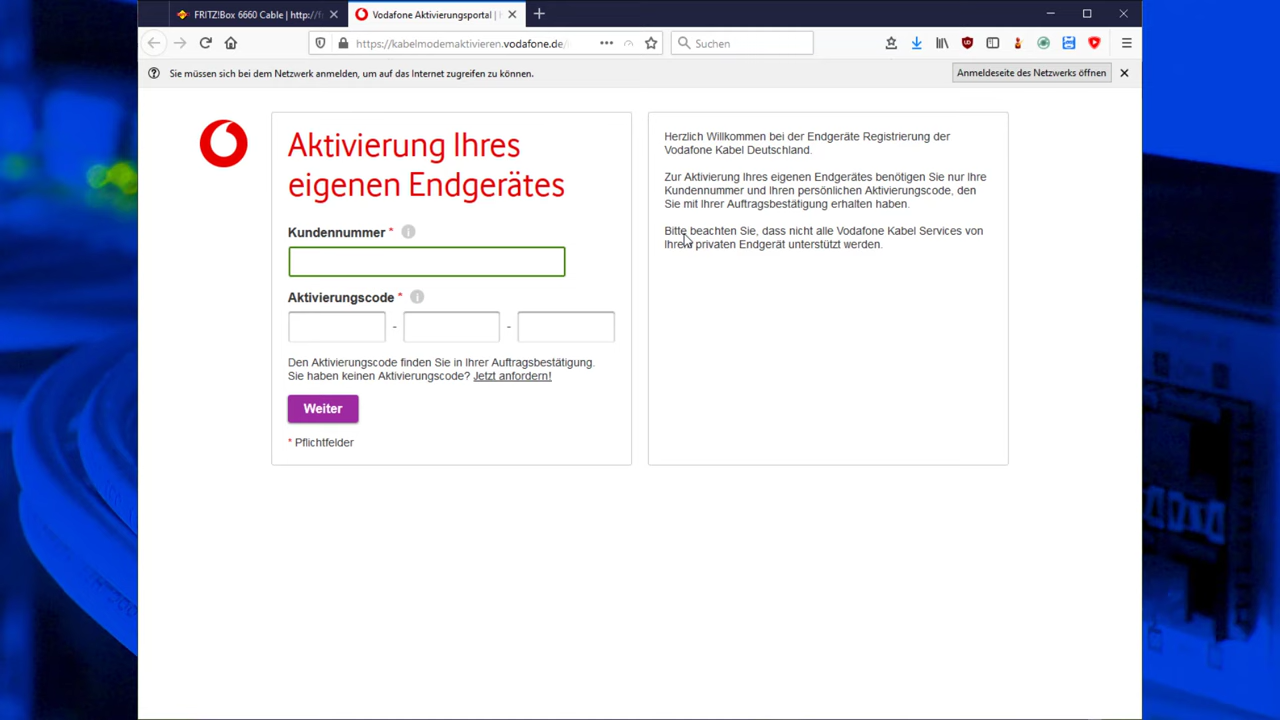 FRITZ!Box 6660 Cable | http://f
Vodafone Aktivierungsportal |
https://kabelmodemaktivieren.vodafone.de/
Suchen
Sie müssen sich bei dem Netzwerk anmelden, um auf das Internet zugreifen zu können.
Anmeldeseite des Netzwerks öffnen
Aktivierung Ihres
eigenen Endgerätes
Kundennummer *
Aktivierungscode *
- -
Den Aktivierungscode finden Sie in Ihrer Auftragsbestätigung.
Sie haben keinen Aktivierungscode? Jetzt anfordern!
Weiter
* Pflichtfelder
Herzlich Willkommen bei der Endgeräte Registrierung der
Vodafone Kabel Deutschland.
Zur Aktivierung Ihres eigenen Endgerätes benötigen Sie nur Ihre
Kundennummer und Ihren persönlichen Aktivierungscode, den
Sie mit Ihrer Auftragsbestätigung erhalten haben.
Bitte beachten Sie, dass nicht alle Vodafone Kabel Services von
Ihrem privaten Endgerät unterstützt werden.